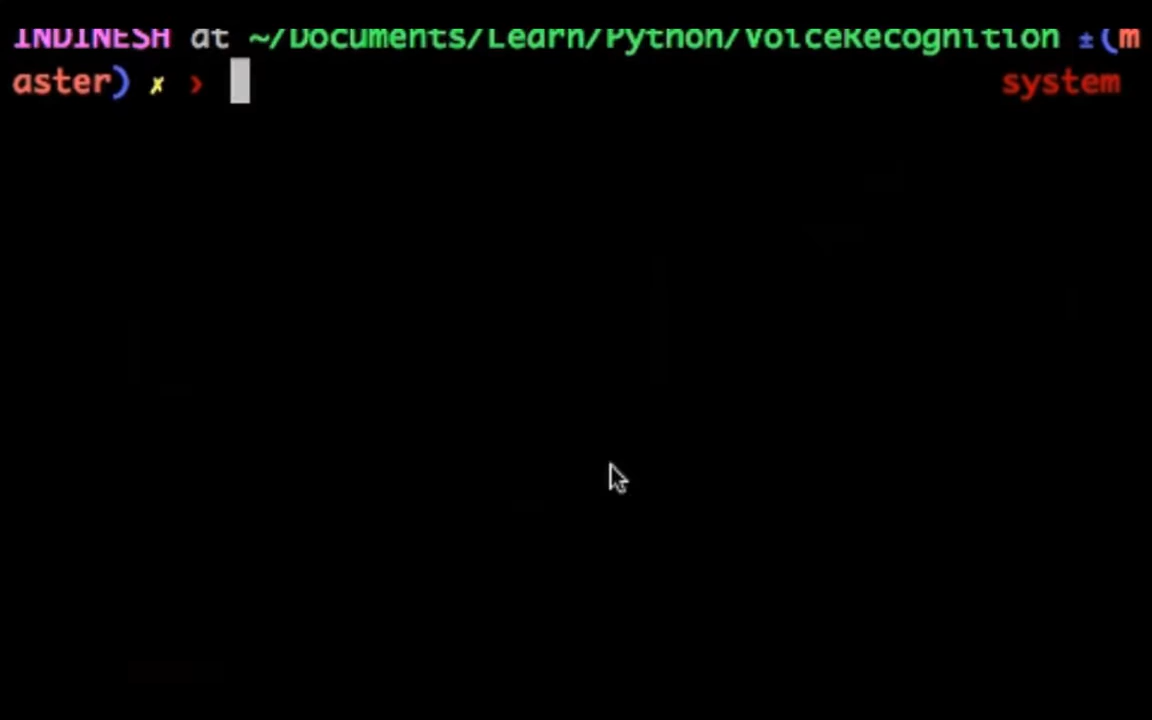 INDINESH at ~/Documents/Learn/Python/VoiceRecognition ±(m
aster) ✗ › system